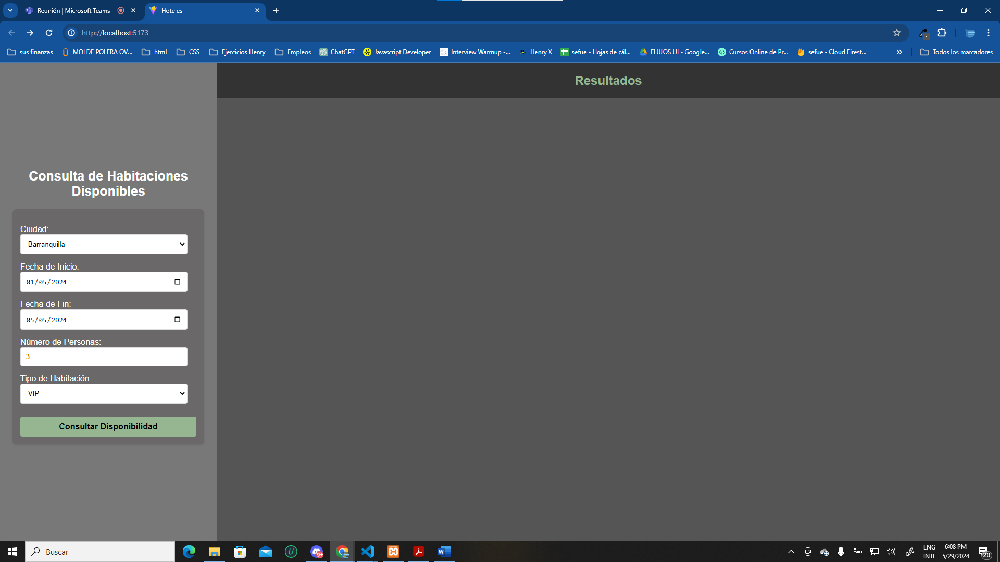 Reunión | Microsoft Teams
Hoteles
http://localhost:5173
sus finanzas
MOLDE POLERA OV...
html
CSS
Ejercicios Henry
Empleos
ChatGPT
Javascript Developer
Interview Warmup -...
Henry X
sefue - Hojas de cál...
FLUJOS UI - Google...
Cursos Online de Pr...
sefue - Cloud Firest...
Todos los marcadores
Resultados
Consulta de Habitaciones
Disponibles
Ciudad:
Barranquilla
Fecha de Inicio:
01/05/2024
Fecha de Fin:
05/05/2024
Número de Personas:
3
Tipo de Habitación:
VIP
Consultar Disponibilidad
Buscar
9+
ENG
INTL
6:08 PM
5/29/2024
20